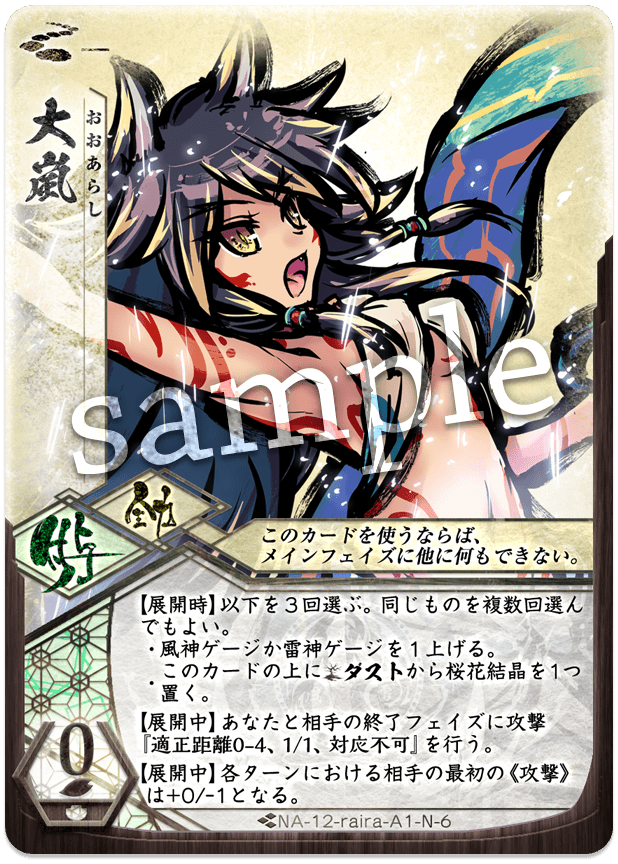 大嵐
おおあらし
sample
付与
全力
このカードを使うならば、
メインフェイズに他に何もできない。
【展開時】以下を３回選ぶ。同じものを複数回選ん
でもよい。
・風神ゲージか雷神ゲージを１上げる。
・このカードの上にダストから桜花結晶を1つ
置く。
【展開中】あなたと相手の終了フェイズに攻撃
『適正距離0-4、1/1、対応不可』を行う。
【展開中】各ターンにおける相手の最初の《攻撃》
は+0/-1となる。
0
NA-12-raira-A1-N-6